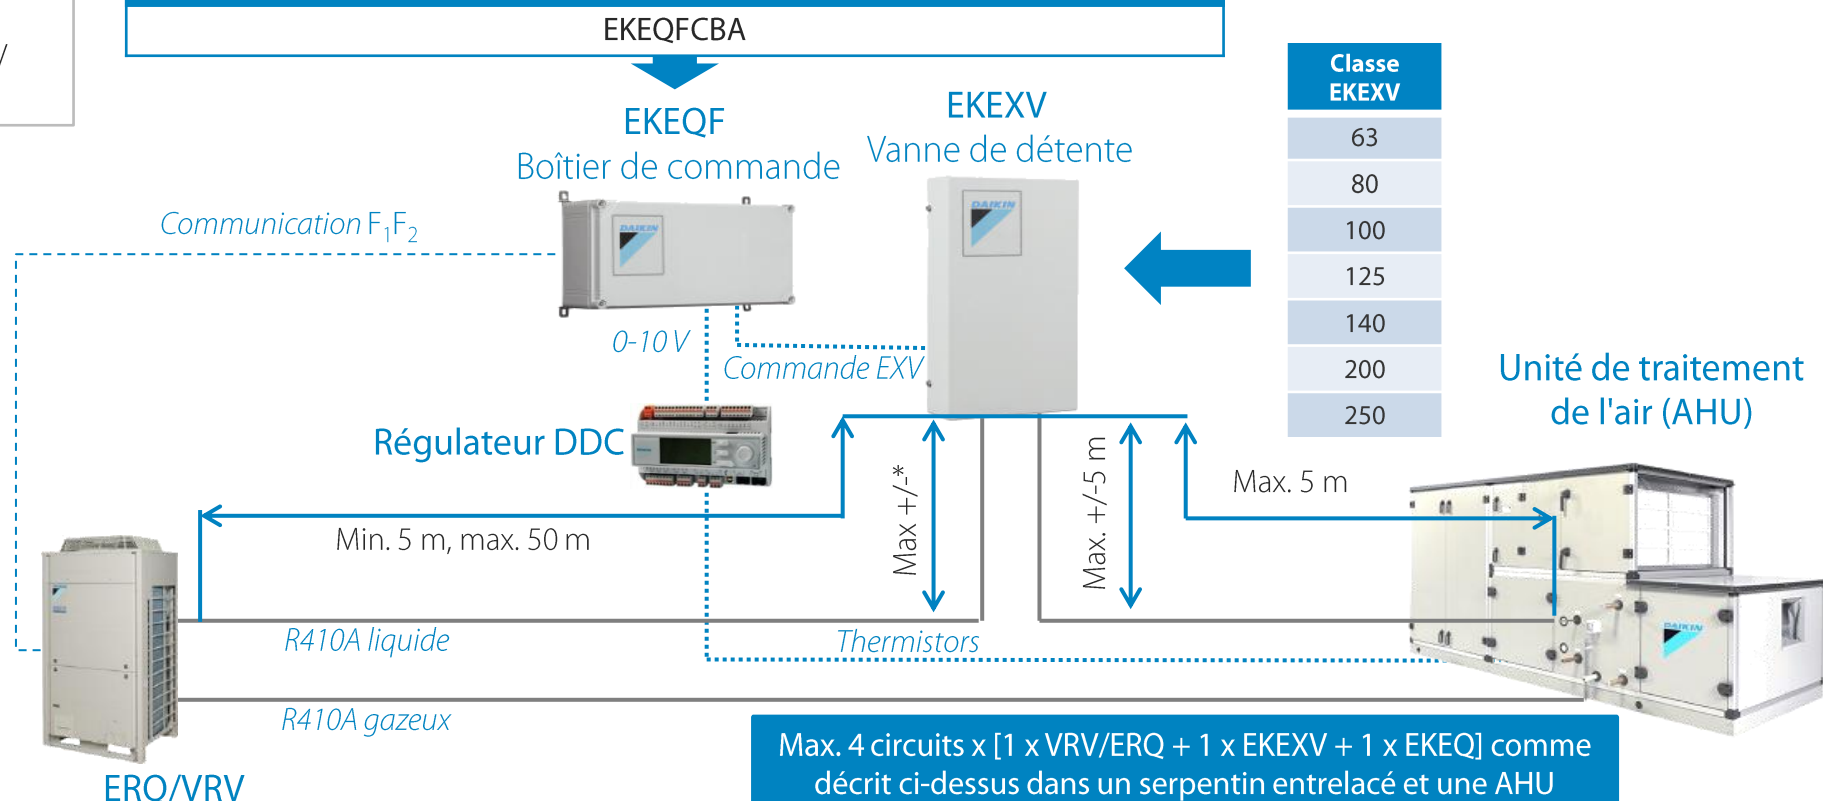 /
EKEQFCBA
EKEQF
Boîtier de commande
EKEXV
Vanne de détente
Classe
EKEXV
63
80
100
125
140
200
250
Communication F₁F₂
DAIKIN
DAIKIN
0-10 V
Commande EXV
Régulateur DDC
Unité de traitement
de l'air (AHU)
Min. 5 m, max. 50 m
Max +/-*
Max. +/-5 m
Max. 5 m
R410A liquide
Thermistors
R410A gazeux
DAIKIN
ERQ/VRV
Max. 4 circuits x [1 x VRV/ERQ + 1 x EKEXV + 1 x EKEQ] comme
décrit ci-dessus dans un serpentin entrelacé et une AHU